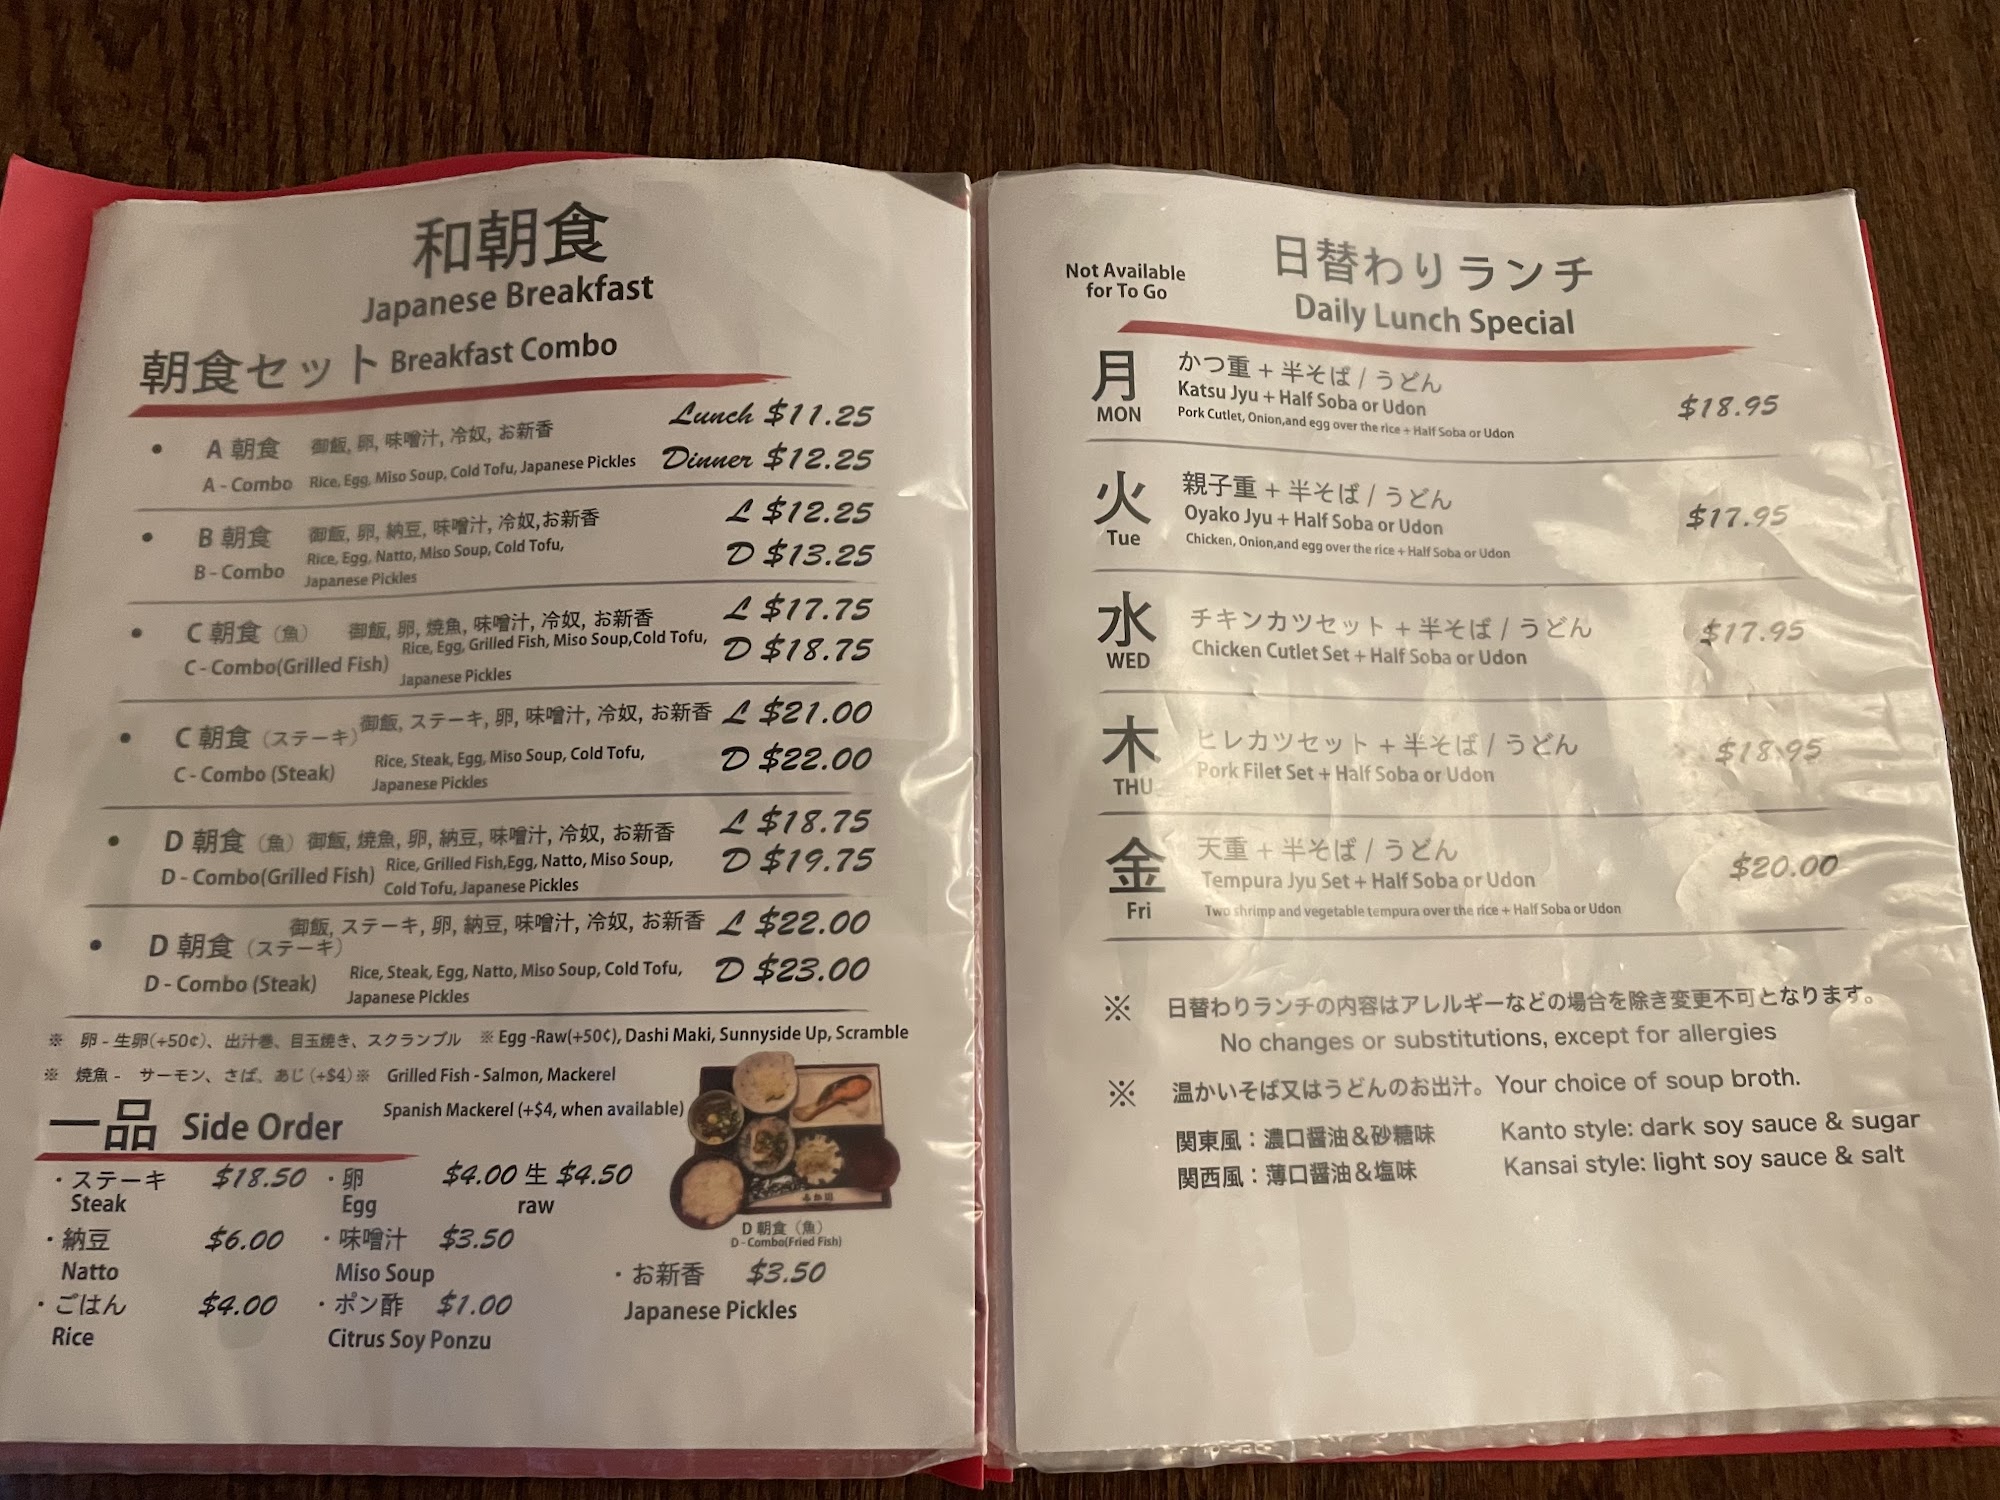 和朝食
Japanese Breakfast
朝食セット Breakfast Combo
• A 朝食 御飯, 卵, 味噌汁, 冷奴, お新香 Lunch $11.25
A - Combo Rice, Egg, Miso Soup, Cold Tofu, Japanese Pickles Dinner $12.25
• B 朝食 御飯, 卵, 納豆, 味噌汁, 冷奴,お新香 L $12.25
B - Combo Rice, Egg, Natto, Miso Soup, Cold Tofu, D $13.25
Japanese Pickles
• C 朝食（魚） 御飯, 卵, 焼魚, 味噌汁, 冷奴, お新香 L $17.75
C - Combo(Grilled Fish) Rice, Egg, Grilled Fish, Miso Soup,Cold Tofu, D $18.75
Japanese Pickles
• C 朝食（ステーキ） 御飯, ステーキ, 卵, 味噌汁, 冷奴, お新香 L $21.00
C - Combo (Steak) Rice, Steak, Egg, Miso Soup, Cold Tofu, D $22.00
Japanese Pickles
• D 朝食（魚） 御飯, 焼魚, 卵, 納豆, 味噌汁, 冷奴, お新香 L $18.75
D - Combo(Grilled Fish) Rice, Grilled Fish,Egg, Natto, Miso Soup, D $19.75
Cold Tofu, Japanese Pickles
• D 朝食（ステーキ） 御飯, ステーキ, 卵, 納豆, 味噌汁, 冷奴, お新香 L $22.00
D - Combo (Steak) Rice, Steak, Egg, Natto, Miso Soup, Cold Tofu, D $23.00
Japanese Pickles
※ 卵 - 生卵(+50¢)、出汁巻、目玉焼き、スクランブル ※ Egg -Raw(+50¢), Dashi Maki, Sunnyside Up, Scramble
※ 焼魚 - サーモン、さば、あじ(+$4)※ Grilled Fish - Salmon, Mackerel
Spanish Mackerel (+$4, when available)
一品 Side Order
・ステーキ $18.50 ・卵 $4.00 生 $4.50
Steak Egg raw
・納豆 $6.00 ・味噌汁 $3.50
Natto Miso Soup
・ごはん $4.00 ・ポン酢 $1.00
Rice Citrus Soy Ponzu
D 朝食（魚）
D - Combo(Fried Fish)
・お新香 $3.50
Japanese Pickles
Not Available
for To Go
日替わりランチ
Daily Lunch Special
月 かつ重 + 半そば / うどん
MON Katsu Jyu + Half Soba or Udon $18.95
Pork Cutlet, Onion,and egg over the rice + Half Soba or Udon
火 親子重 + 半そば / うどん
Tue Oyako Jyu + Half Soba or Udon $17.95
Chicken, Onion,and egg over the rice + Half Soba or Udon
水 チキンカツセット + 半そば / うどん $17.95
WED Chicken Cutlet Set + Half Soba or Udon
木 ヒレカツセット + 半そば / うどん $18.95
THU Pork Filet Set + Half Soba or Udon
金 天重 + 半そば / うどん $20.00
Fri Tempura Jyu Set + Half Soba or Udon
Two shrimp and vegetable tempura over the rice + Half Soba or Udon
※ 日替わりランチの内容はアレルギーなどの場合を除き変更不可となります。
No changes or substitutions, except for allergies
※ 温かいそば又はうどんのお出汁。Your choice of soup broth.
関東風：濃口醤油＆砂糖味 Kanto style: dark soy sauce & sugar
関西風：薄口醤油＆塩味 Kansai style: light soy sauce & salt